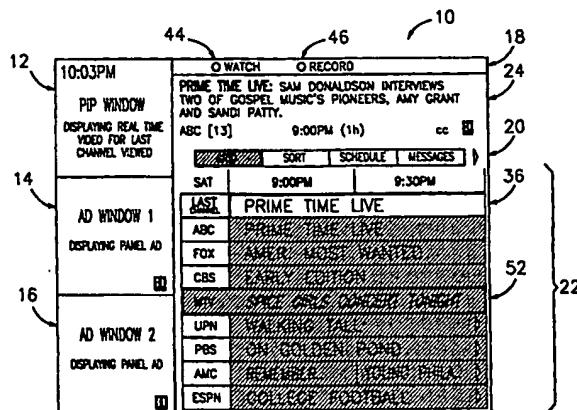 10
44
46
18
○ WATCH ○ RECORD
12
10:03PM
PIP WINDOW
DISPLAYING REAL TIME
VIDEO FOR LAST
CHANNEL VIEWED
24
PRIME TIME LIVE: SAM DONALDSON INTERVIEWS
TWO OF GOSPEL MUSIC'S PIONEERS, AMY GRANT
AND SANDI PATTY.
ABC [13] 9:00PM (1h) cc
20
SORT SCHEDULE MESSAGES
14
AD WINDOW 1
DISPLAYING PANEL AD
SAT 9:00PM 9:30PM
36
LAST CHANNEL PRIME TIME LIVE
ABC PRIME TIME LIVE
FOX AMER. MOST WANTED
CBS EARLY EDITION
52
MTV SPICE GIRLS CONCERT TONIGHT
22
16
AD WINDOW 2
DISPLAYING PANEL AD
UPN WALKING TALL
PBS ON GOLDEN POND
AMC REMEMBER YOUNG PHILA.
ESPN COLLEGE FOOTBALL